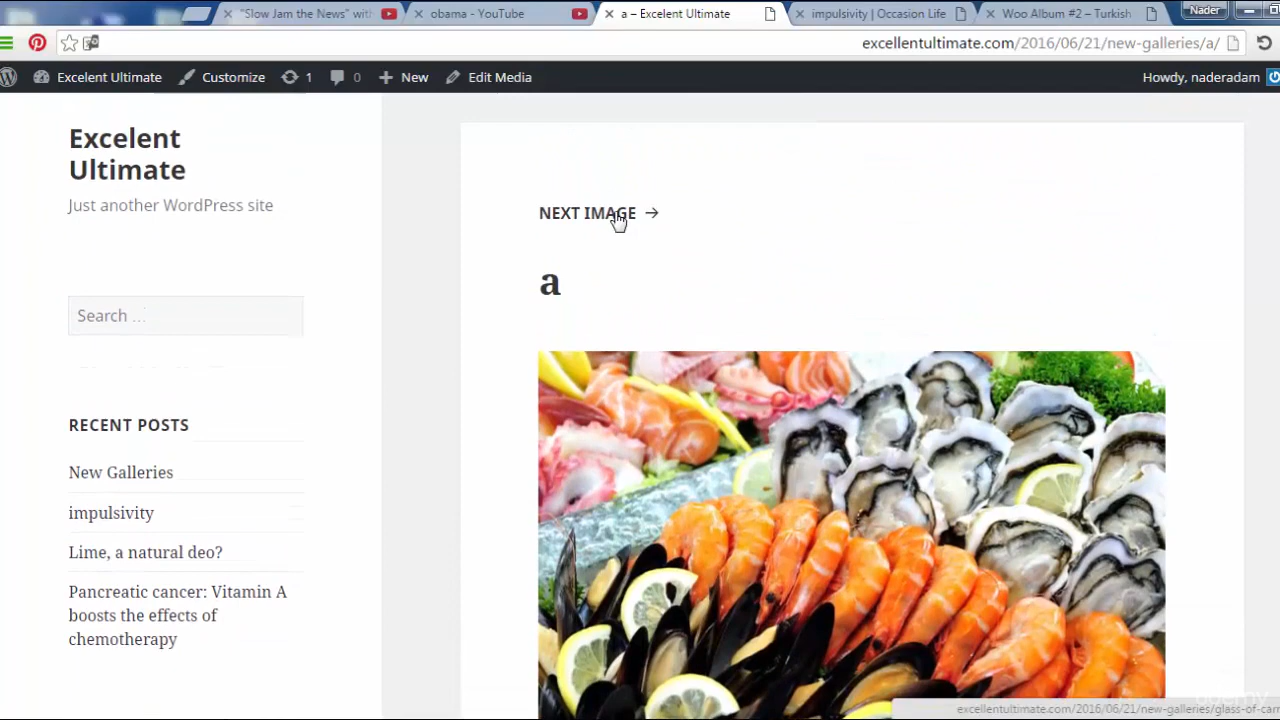 "Slow Jam the News" with
obama - YouTube
a – Excelent Ultimate
impulsivity | Occasion Life
Woo Album #2 – Turkish
Nader
excellentultimate.com/2016/06/21/new-galleries/a/
Excelent Ultimate
Customize
1
0
New
Edit Media
Howdy, naderadam
Excelent
Ultimate
Just another WordPress site
Search ...
RECENT POSTS
New Galleries
impulsivity
Lime, a natural deo?
Pancreatic cancer: Vitamin A
boosts the effects of
chemotherapy
NEXT IMAGE →
a
excellentultimate.com/2016/06/21/new-galleries/glass-of-carr